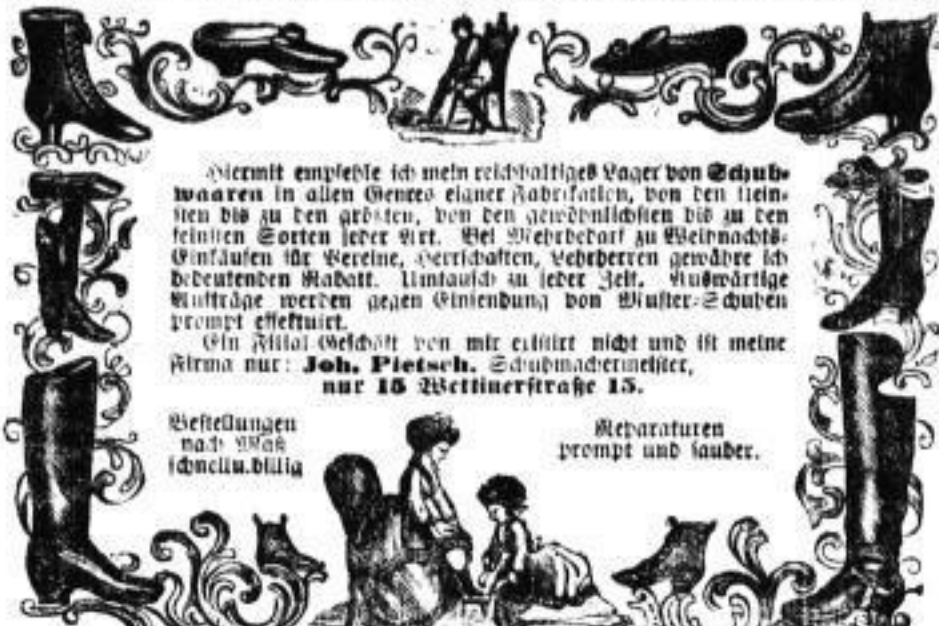 Hiermit empfehle ich mein reichhaltiges Lager von Schuh-
waaren in allen Genres eigner Fabrikation, von den klein-
sten bis zu den größten, von den gewöhnlichsten bis zu den
feinsten Sorten jeder Art. Bei Mehrbedarf zu Weihnachts-
Einkäufen für Vereine, Herrschaften, Lehrherren gewähre ich
bedeutenden Rabatt. Umtausch zu jeder Zeit. Auswärtige
Aufträge werden gegen Einsendung von Muster-Schuhen
prompt effektuirt.
Ein Filial-Geschäft von mir existirt nicht und ist meine
Firma nur: Joh. Pietsch, Schuhmachermeister,
nur 15 Wettinerstraße 15.
Bestellungen
nach Maß
schnell u. billig
Reparaturen
prompt und sauber.